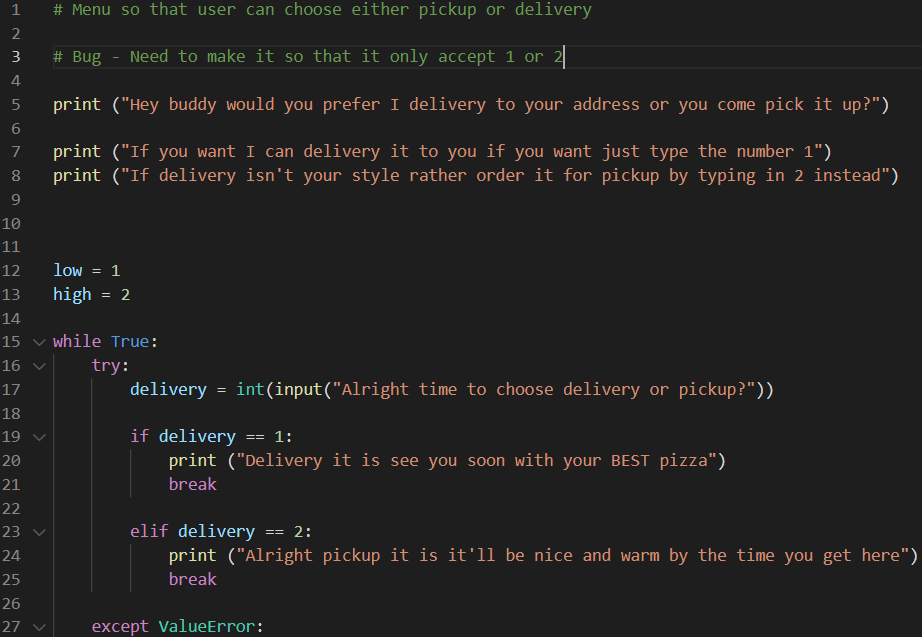 1 # Menu so that user can choose either pickup or delivery
2
3 # Bug - Need to make it so that it only accept 1 or 2
4
5 print ("Hey buddy would you prefer I delivery to your address or you come pick it up?")
6
7 print ("If you want I can delivery it to you if you want just type the number 1")
8 print ("If delivery isn't your style rather order it for pickup by typing in 2 instead")
9
10
11
12 low = 1
13 high = 2
14
15 while True:
16     try:
17         delivery = int(input("Alright time to choose delivery or pickup?"))
18
19         if delivery == 1:
20             print ("Delivery it is see you soon with your BEST pizza")
21             break
22
23         elif delivery == 2:
24             print ("Alright pickup it is it'll be nice and warm by the time you get here")
25             break
26
27     except ValueError: